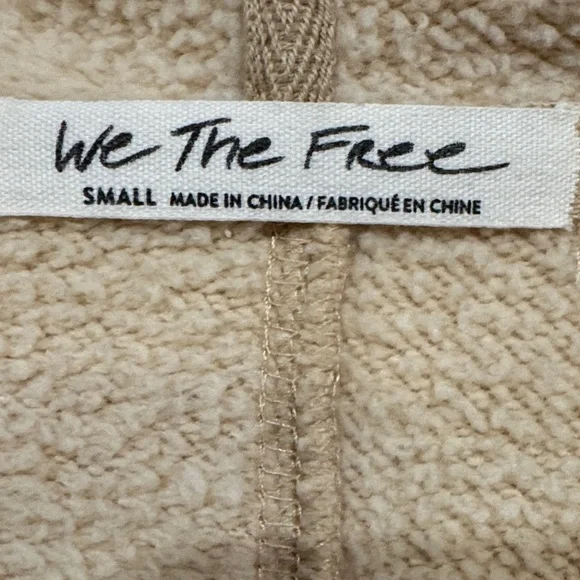 We The Free
SMALL MADE IN CHINA / FABRIQUÉ EN CHINE